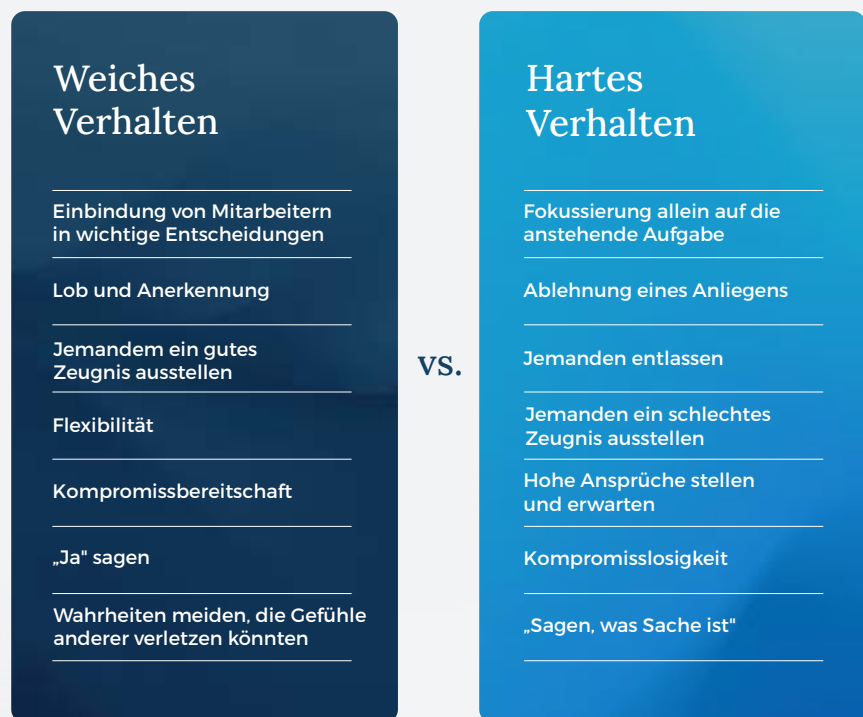 Weiches
Verhalten
Einbindung von Mitarbeitern
in wichtige Entscheidungen
Lob und Anerkennung
Jemandem ein gutes
Zeugnis ausstellen
Flexibilität
Kompromissbereitschaft
„Ja" sagen
Wahrheiten meiden, die Gefühle
anderer verletzen könnten
vs.
Hartes
Verhalten
Fokussierung allein auf die
anstehende Aufgabe
Ablehnung eines Anliegens
Jemanden entlassen
Jemanden ein schlechtes
Zeugnis ausstellen
Hohe Ansprüche stellen
und erwarten
Kompromisslosigkeit
„Sagen, was Sache ist"